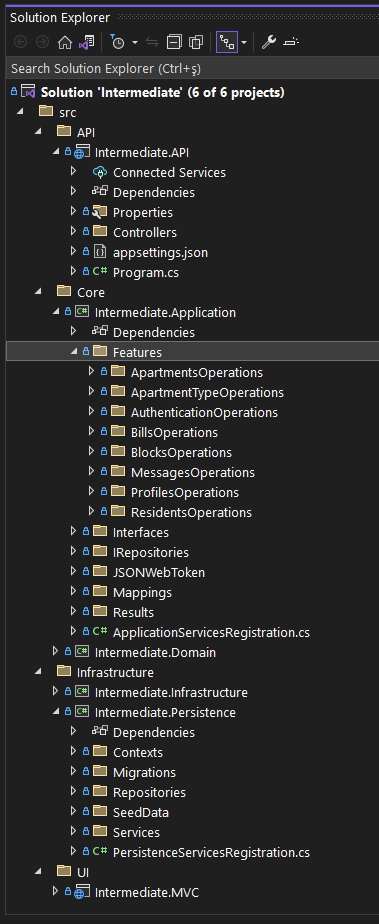 Solution Explorer
Search Solution Explorer (Ctrl+ş)
Solution 'Intermediate' (6 of 6 projects)
src
API
Intermediate.API
Connected Services
Dependencies
Properties
Controllers
appsettings.json
C# Program.cs
Core
C# Intermediate.Application
Dependencies
Features
ApartmentsOperations
ApartmentTypeOperations
AuthenticationOperations
BillsOperations
BlocksOperations
MessagesOperations
ProfilesOperations
ResidentsOperations
Interfaces
IRepositories
JSONWebToken
Mappings
Results
C# ApplicationServicesRegistration.cs
C# Intermediate.Domain
Infrastructure
C# Intermediate.Infrastructure
C# Intermediate.Persistence
Dependencies
Contexts
Migrations
Repositories
SeedData
Services
C# PersistenceServicesRegistration.cs
UI
Intermediate.MVC